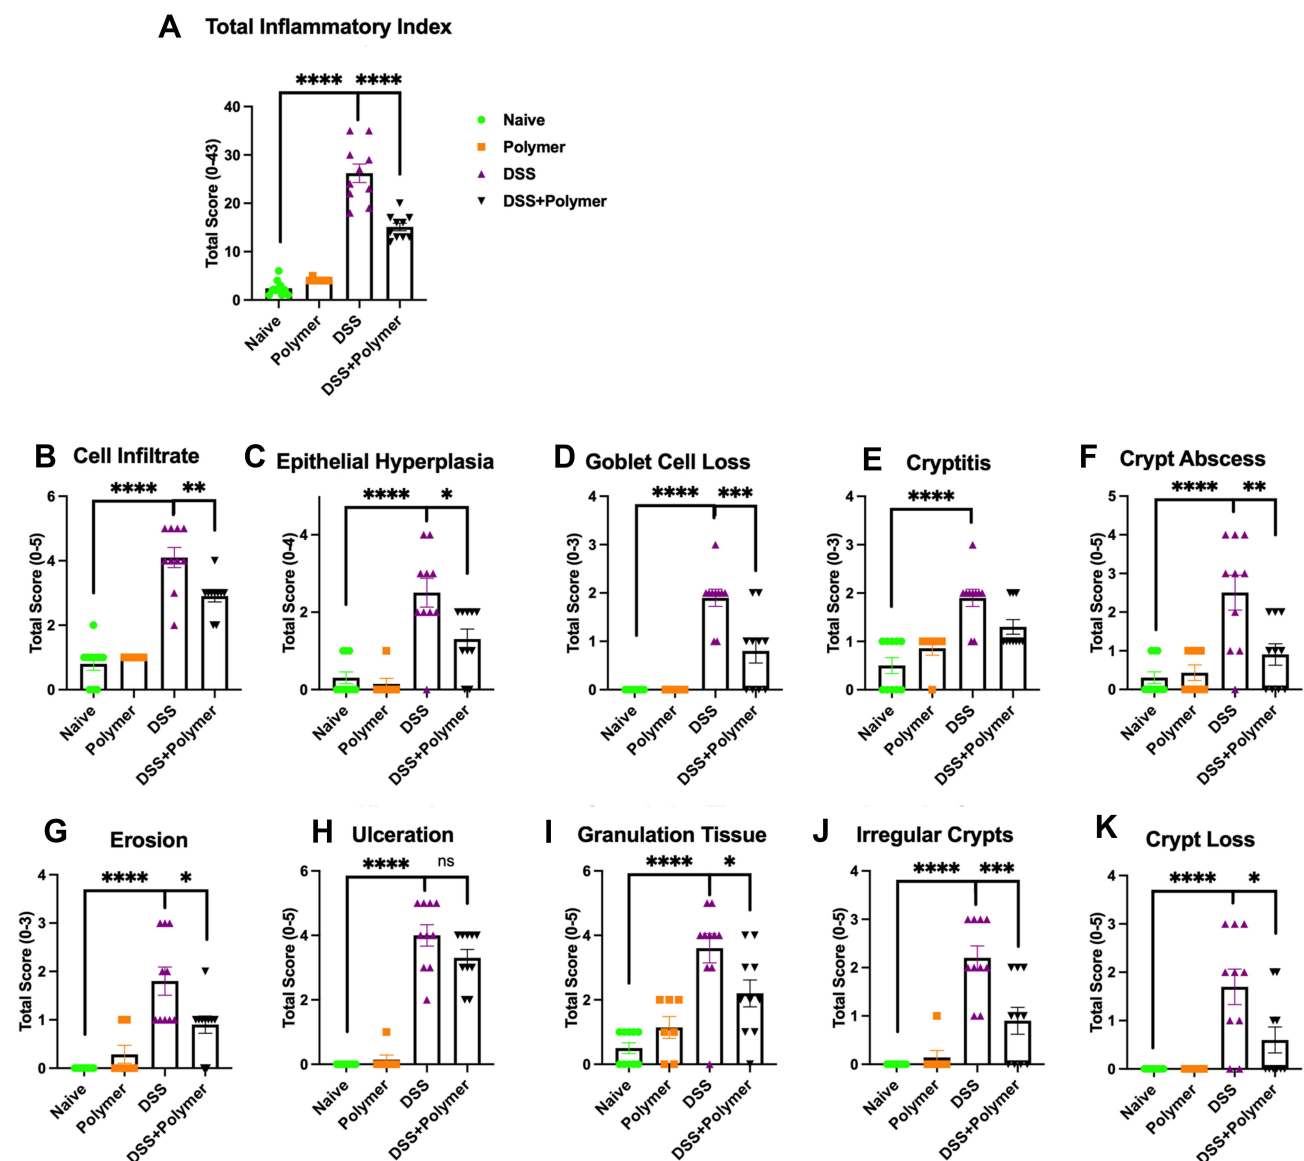 A Total Inflammatory Index
**** ****
Total Score (0-43)
40
30
20
10
0
Naive
Polymer
DSS
DSS+Polymer
Naive
Polymer
DSS
DSS+Polymer
B Cell Infiltrate
**** **
Total Score (0-5)
6
4
2
0
Naive
Polymer
DSS
DSS+Polymer
C Epithelial Hyperplasia
**** *
Total Score (0-4)
4
2
0
Naive
Polymer
DSS
DSS+Polymer
D Goblet Cell Loss
**** ***
Total Score (0-3)
4
3
2
1
0
Naive
Polymer
DSS
DSS+Polymer
E Cryptitis
****
Total Score (0-3)
4
3
2
1
0
Naive
Polymer
DSS
DSS+Polymer
F Crypt Abscess
**** **
Total Score (0-5)
5
4
3
2
1
0
Naive
Polymer
DSS
DSS+Polymer
G Erosion
**** *
Total Score (0-3)
4
3
2
1
0
Naive
Polymer
DSS
DSS+Polymer
H Ulceration
**** ns
Total Score (0-5)
6
4
2
0
Naive
Polymer
DSS
DSS+Polymer
I Granulation Tissue
**** *
Total Score (0-5)
6
4
2
0
Naive
Polymer
DSS
DSS+Polymer
J Irregular Crypts
**** ***
Total Score (0-5)
4
3
2
1
0
Naive
Polymer
DSS
DSS+Polymer
K Crypt Loss
**** *
Total Score (0-5)
4
3
2
1
0
Naive
Polymer
DSS
DSS+Polymer